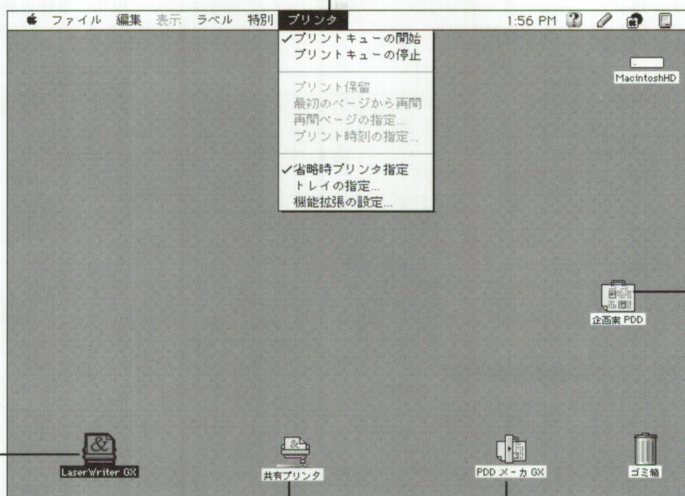 ファイル 編集 表示 ラベル 特別 プリンタ 1:56 PM
✓プリントキューの開始
プリントキューの停止
プリント保留
最初のページから再開
再開ページの指定...
プリント時刻の指定...
✓省略時プリンタ指定
トレイの指定...
機能拡張の設定...
MacintoshHD
企画案 PDD
LaserWriter GX
共有プリンタ
PDD メーカ GX
ゴミ箱